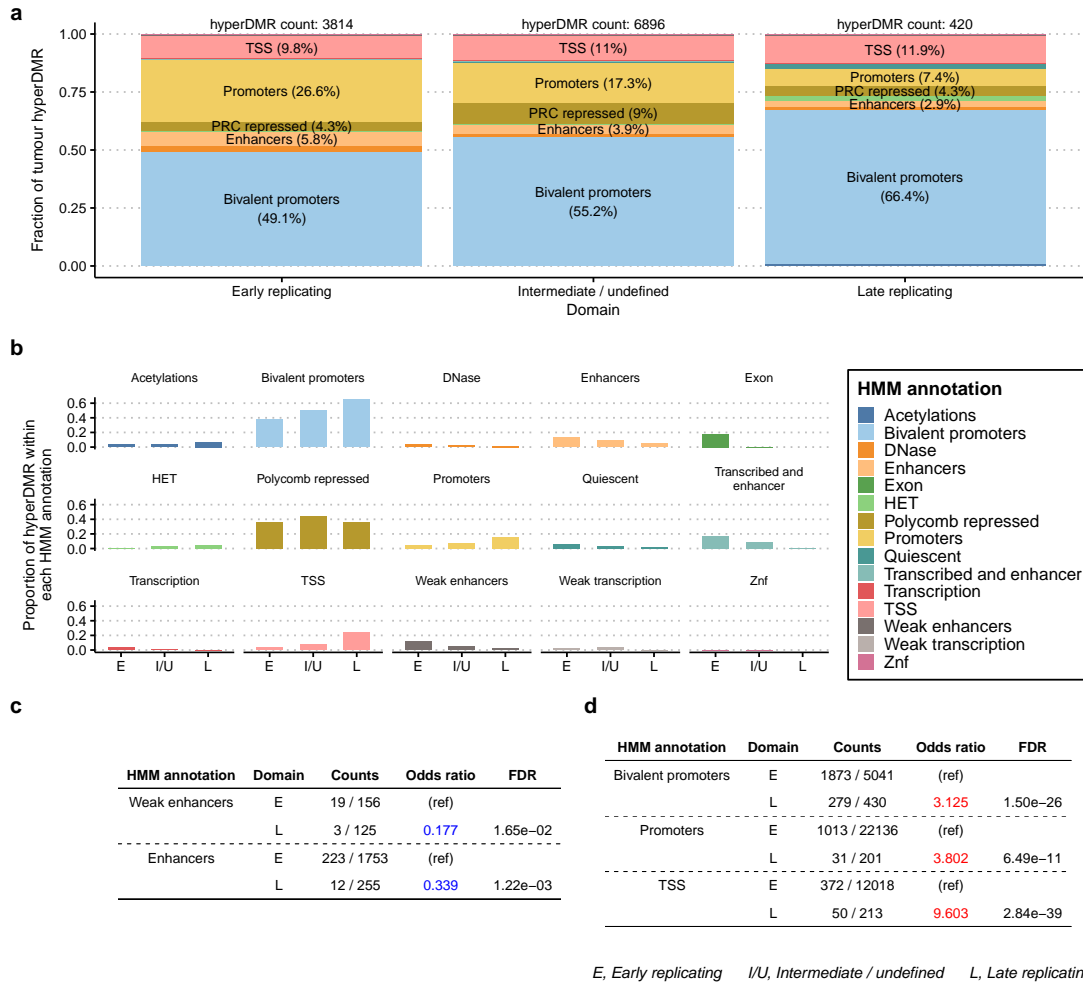 a
hyperDMR count: 3814
hyperDMR count: 6896
hyperDMR count: 420
Fraction of tumour hyperDMR
1.00
0.75
0.50
0.25
0.00
TSS (9.8%)
Promoters (26.6%)
PRC repressed (4.3%)
Enhancers (5.8%)
Bivalent promoters
(49.1%)
TSS (11%)
Promoters (17.3%)
PRC repressed (9%)
Enhancers (3.9%)
Bivalent promoters
(55.2%)
TSS (11.9%)
Promoters (7.4%)
PRC repressed (4.3%)
Enhancers (2.9%)
Bivalent promoters
(66.4%)
Early replicating
Intermediate / undefined
Late replicating
Domain
b
Proportion of hyperDMR within
each HMM annotation
Acetylations
Bivalent promoters
DNase
Enhancers
Exon
0.6
0.4
0.2
0.0
HET
Polycomb repressed
Promoters
Quiescent
Transcribed and
enhancer
0.6
0.4
0.2
0.0
Transcription
TSS
Weak enhancers
Weak transcription
Znf
0.6
0.4
0.2
0.0
E I/U L
E I/U L
E I/U L
E I/U L
E I/U L
HMM annotation
Acetylations
Bivalent promoters
DNase
Enhancers
Exon
HET
Polycomb repressed
Promoters
Quiescent
Transcribed and enhancer
Transcription
TSS
Weak enhancers
Weak transcription
Znf
c
HMM annotation Domain Counts Odds ratio FDR
Weak enhancers E 19 / 156 (ref)
L 3 / 125 0.177 1.65e−02
Enhancers E 223 / 1753 (ref)
L 12 / 255 0.339 1.22e−03
d
HMM annotation Domain Counts Odds ratio FDR
Bivalent promoters E 1873 / 5041 (ref)
L 279 / 430 3.125 1.50e−26
Promoters E 1013 / 22136 (ref)
L 31 / 201 3.802 6.49e−11
TSS E 372 / 12018 (ref)
L 50 / 213 9.603 2.84e−39
E, Early replicating I/U, Intermediate / undefined L, Late replicatin